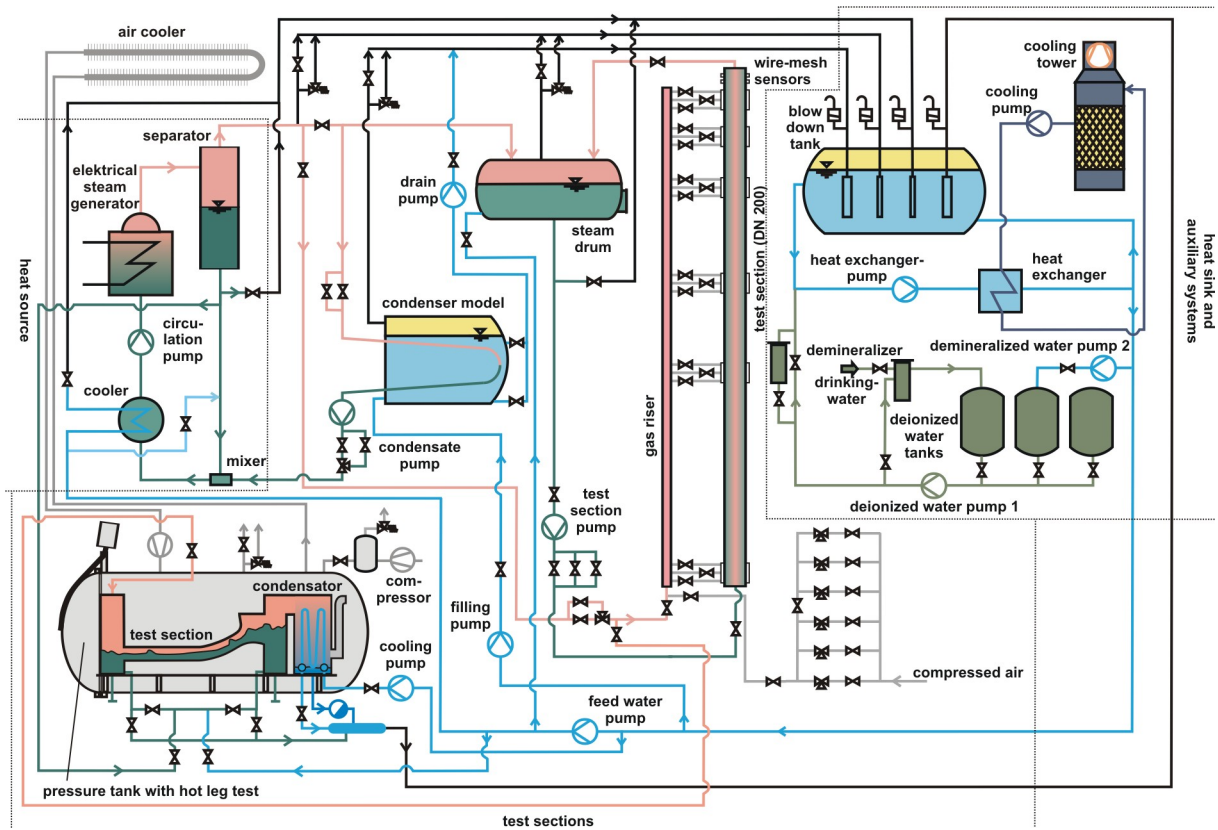 air cooler
separator
elektrical
steam
generator
heat source
circu-
lation
pump
cooler
mixer
drain
pump
condenser model
condensate
pump
steam
drum
test
section
pump
filling
pump
gas riser
wire-mesh
sensors
test section (DN 200)
cooling
tower
cooling
pump
blow
down
tank
heat exchanger-
pump
heat
exchanger
heat sink and
auxiliary systems
demineralizer
drinking-
water
demineralized water pump 2
deionized
water
tanks
deionized water pump 1
condensator
com-
pressor
test section
cooling
pump
feed water
pump
compressed air
pressure tank with hot leg test
test sections